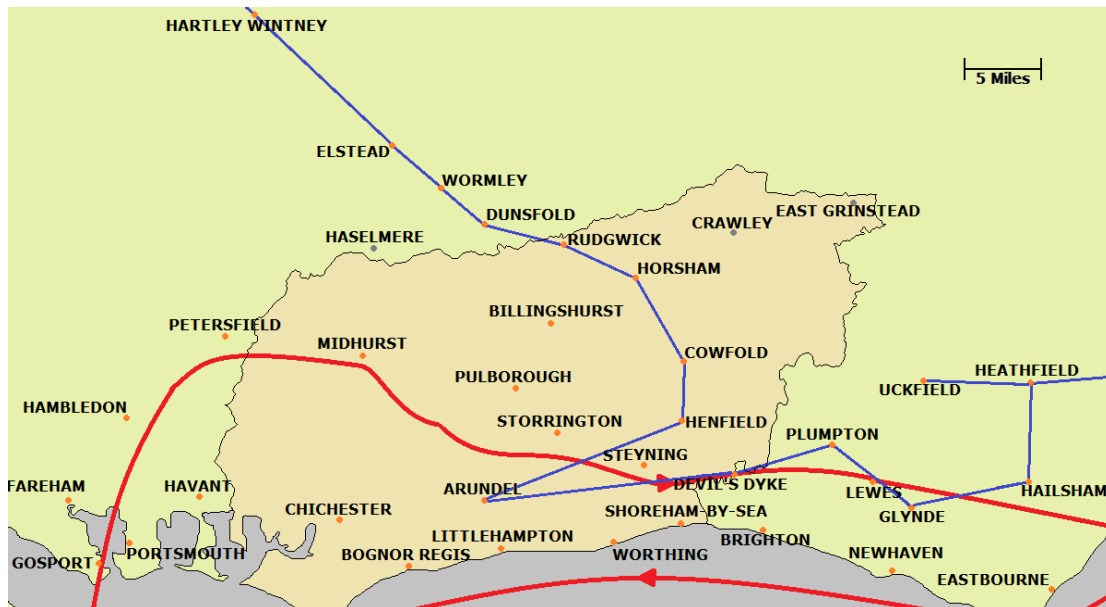 HARTLEY WINTNEY
5 Miles
ELSTEAD
WORMLEY
EAST GRINSTEAD
DUNSFOLD
CRAWLEY
HASELMERE
RUDGWICK
HORSHAM
BILLINGSHURST
PETERSFIELD
MIDHURST
COWFOLD
HEATHFIELD
PULBOROUGH
UCKFIELD
HAMBLEDON
STORRINGTON
HENFIELD
PLUMPTON
STEYNING
FAREHAM
HAVANT
ARUNDEL
DEVIL'S DYKE
LEWES
HAILSHAM
CHICHESTER
SHOREHAM-BY-SEA
GLYNDE
LITTLEHAMPTON
BRIGHTON
GOSPORT
PORTSMOUTH
BOGNOR REGIS
WORTHING
NEWHAVEN
EASTBOURNE